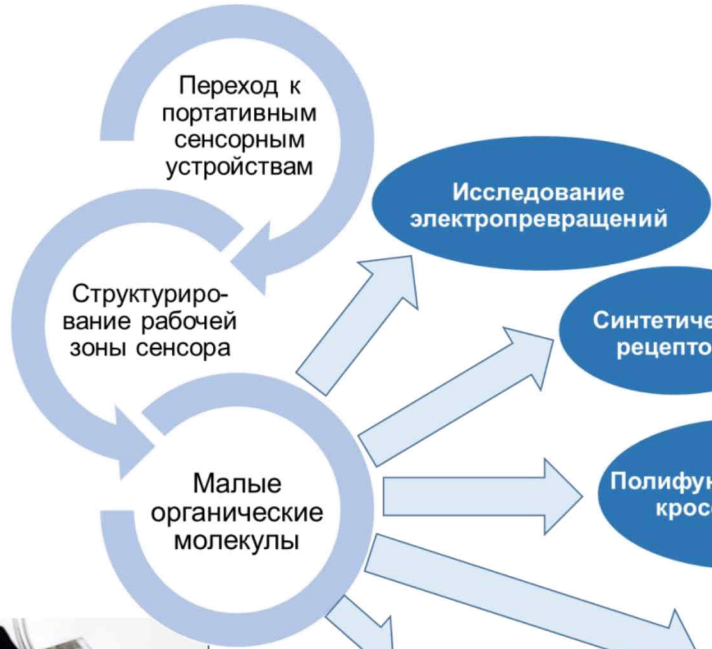 Переход к
портативным
сенсорным
устройствам
Исследование
электропревращений
Структуриро-
вание рабочей
зоны сенсора
Малые
органические
молекулы